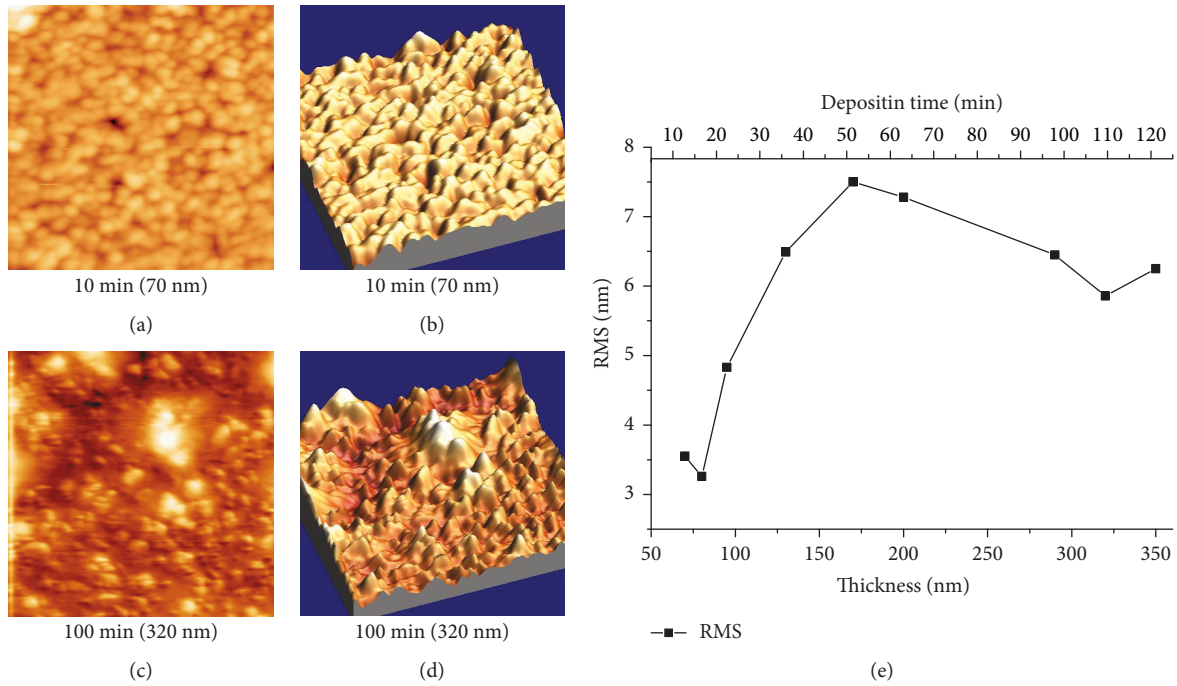 10 min (70 nm)
(a)
10 min (70 nm)
(b)
100 min (320 nm)
(c)
100 min (320 nm)
(d)
Depositin time (min)
10 20 30 40 50 60 70 80 90 100 110 120
8
7
6
5
4
3
RMS (nm)
50 100 150 200 250 300 350
Thickness (nm)
RMS
(e)